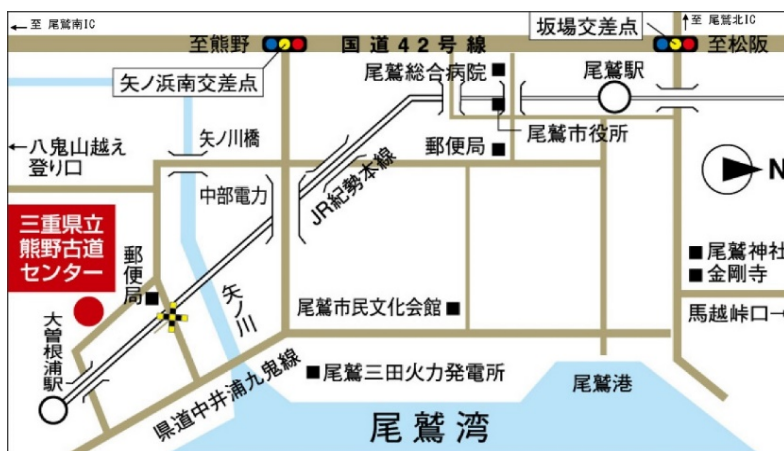 ← 至 尾鷲南IC
↑至 尾鷲北IC
坂場交差点
至熊野
国道42号線
至松阪
矢ノ浜南交差点
尾鷲総合病院
尾鷲駅
尾鷲市役所
←八鬼山越え
登り口
矢ノ川橋
郵便局
JR紀勢本線
中部電力
N
三重県立
熊野古道
センター
郵便局
尾鷲神社
金剛寺
矢ノ川
尾鷲市民文化会館
馬越峠口→
大曽根浦駅
県道中井浦九鬼線
尾鷲三田火力発電所
尾鷲港
尾鷲湾